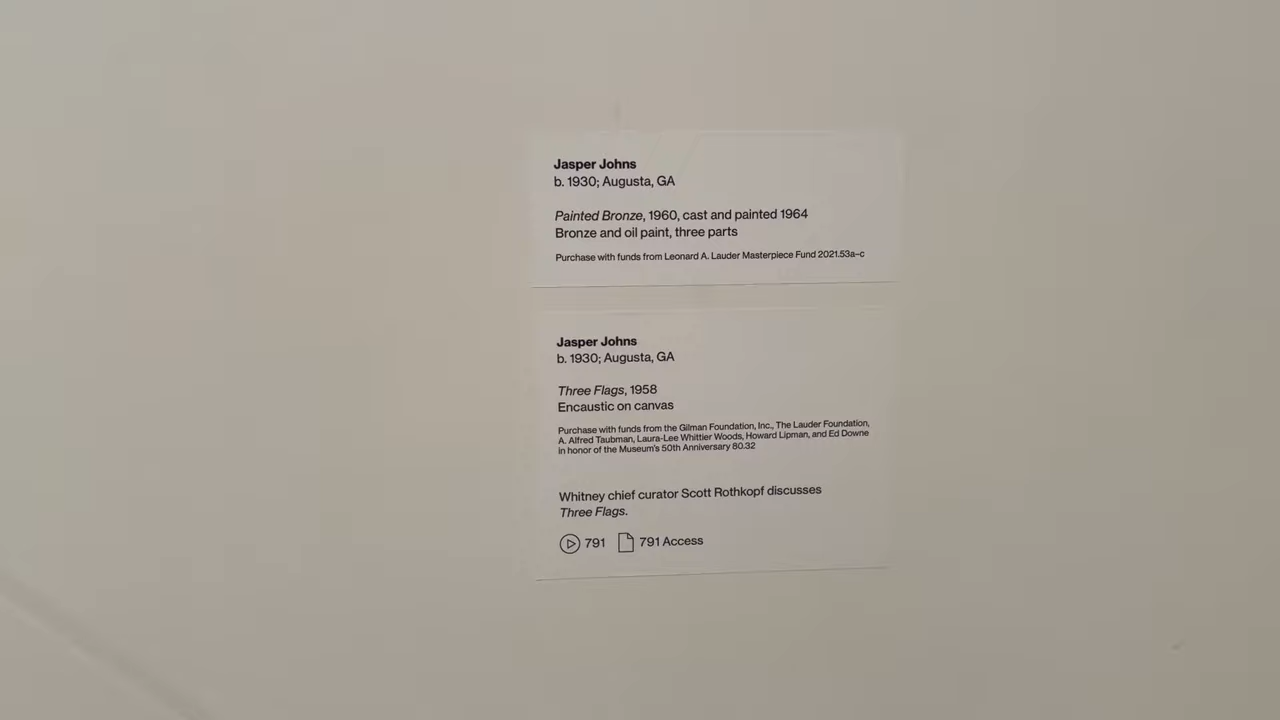 Jasper Johns
b. 1930; Augusta, GA
Painted Bronze, 1960, cast and painted 1964
Bronze and oil paint, three parts
Purchase with funds from Leonard A. Lauder Masterpiece Fund 2021.53a–c
Jasper Johns
b. 1930; Augusta, GA
Three Flags, 1958
Encaustic on canvas
Purchase with funds from the Gilman Foundation, Inc., The Lauder Foundation,
A. Alfred Taubman, Laura-Lee Whittier Woods, Howard Lipman, and Ed Downe
in honor of the Museum's 50th Anniversary 80.32
Whitney chief curator Scott Rothkopf discusses
Three Flags.
791 791 Access